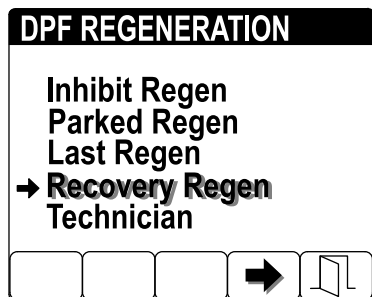 DPF REGENERATION
Inhibit Regen
Parked Regen
Last Regen
Recovery Regen
Technician